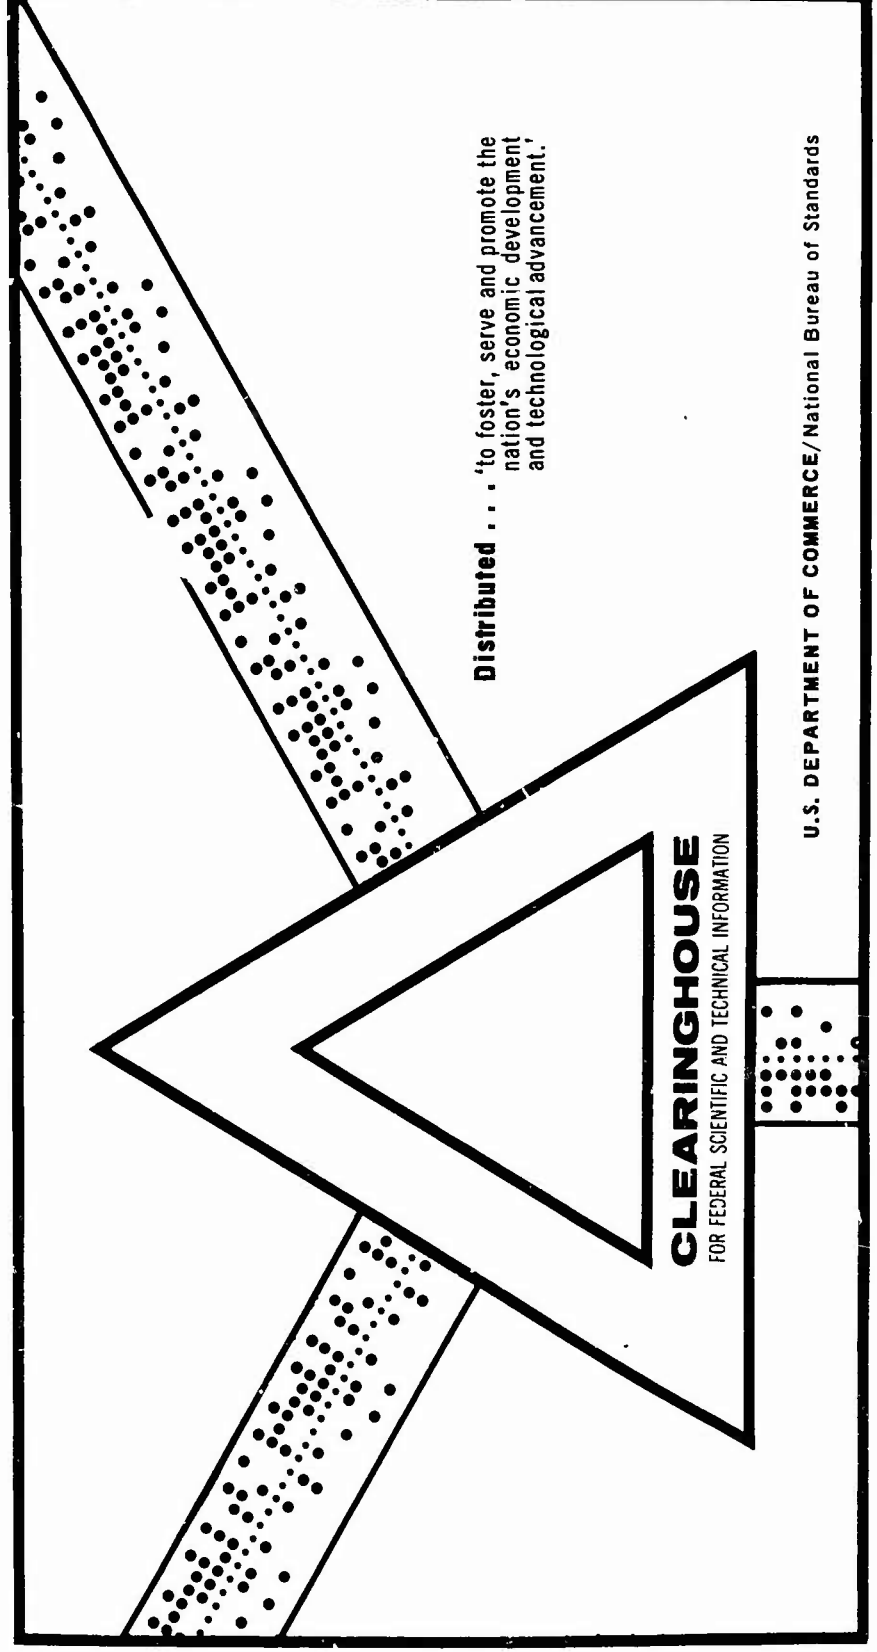 Distributed . . . 'to foster, serve and promote the
nation's economic development
and technological advancement.'
CLEARINGHOUSE
FOR FEDERAL SCIENTIFIC AND TECHNICAL INFORMATION
U.S. DEPARTMENT OF COMMERCE/National Bureau of Standards